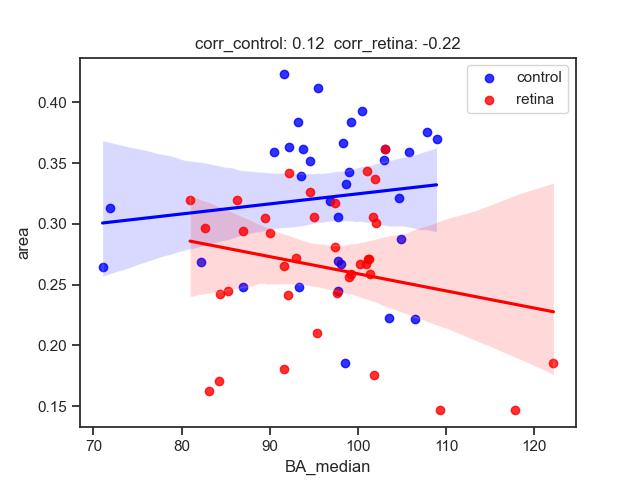 corr_control: 0.12  corr_retina: -0.22
control
retina
0.40
0.35
0.30
0.25
0.20
0.15
area
70 80 90 100 110 120
BA_median